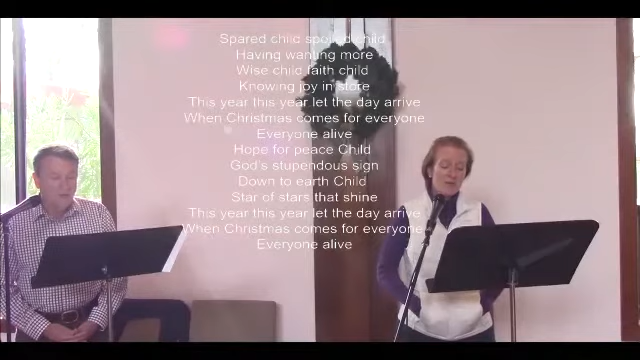 Spared child spoiled child
Having wanting more
Wise child faith child
Knowing joy in store
This year this year let the day arrive
When Christmas comes for everyone
Everyone alive
Hope for peace Child
God's stupendous sign
Down to earth Child
Star of stars that shine
This year this year let the day arrive
When Christmas comes for everyone
Everyone alive